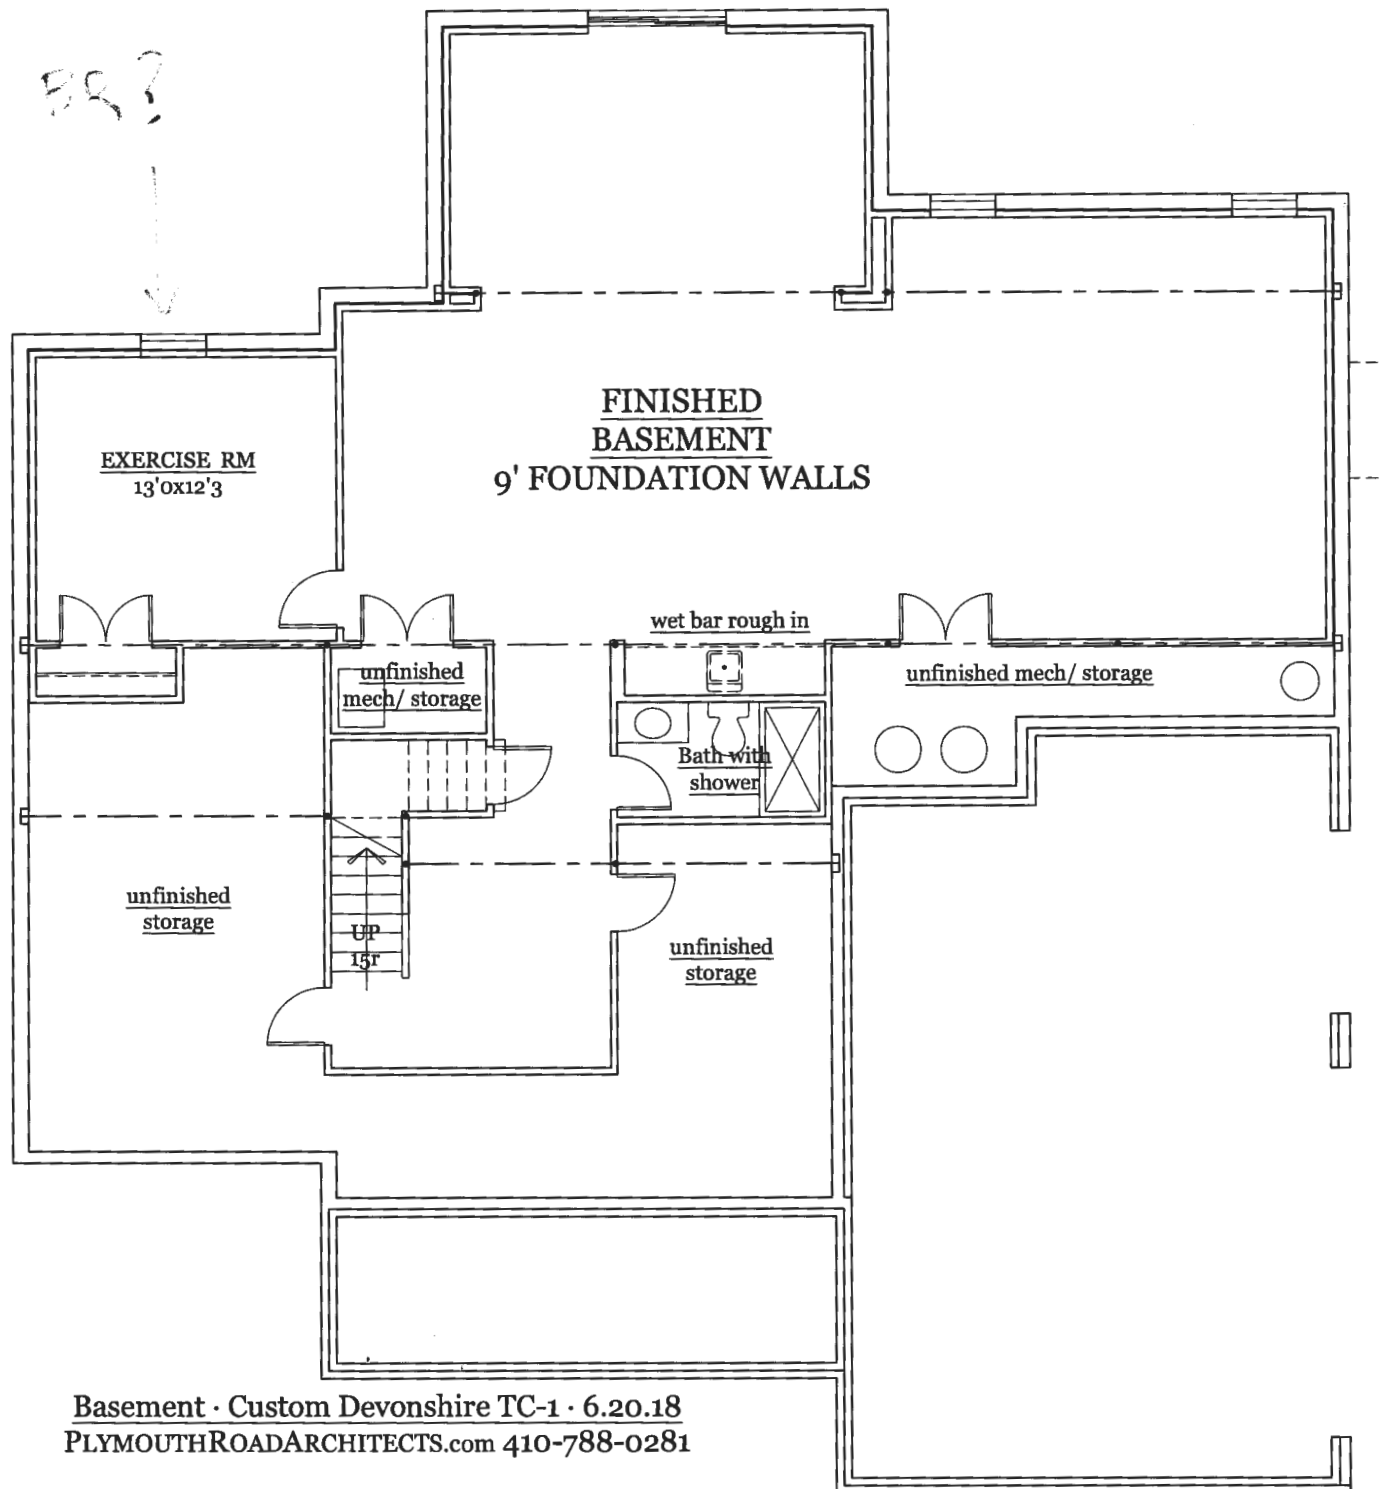 BR?
EXERCISE RM
13'0x12'3
FINISHED
BASEMENT
9' FOUNDATION WALLS
wet bar rough in
unfinished
mech/ storage
unfinished mech/ storage
Bath with
shower
unfinished
storage
UP
15r
unfinished
storage
Basement · Custom Devonshire TC-1 · 6.20.18
PLYMOUTHROADARCHITECTS.com 410-788-0281